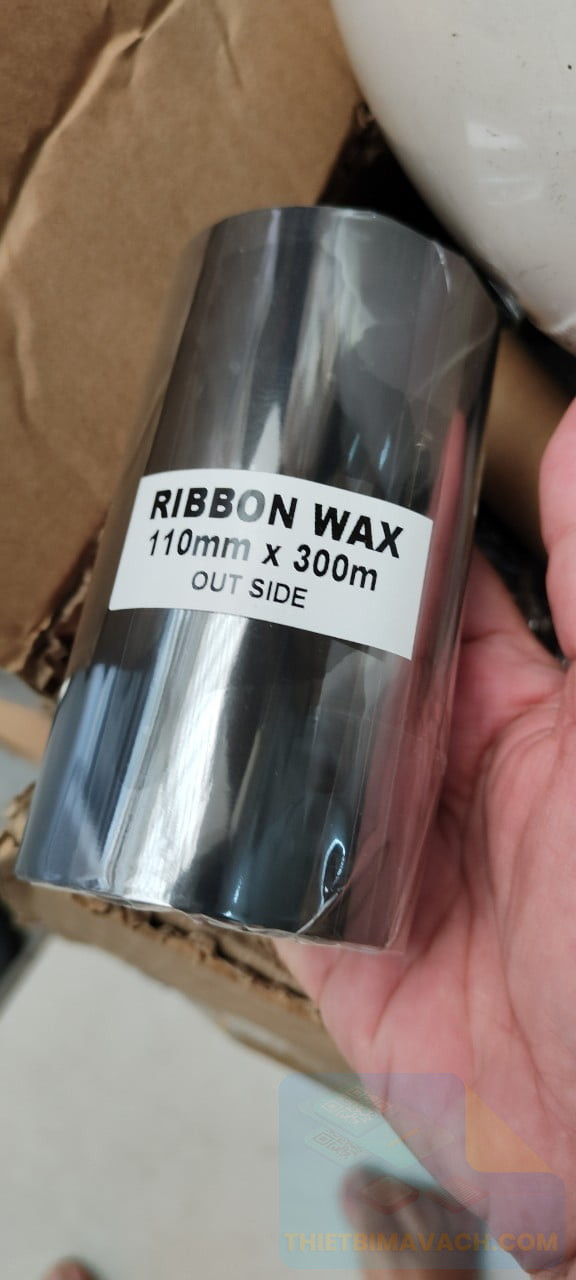 RIBBON WAX
110mm x 300m
OUT SIDE
THIETBIMAVACH.COM